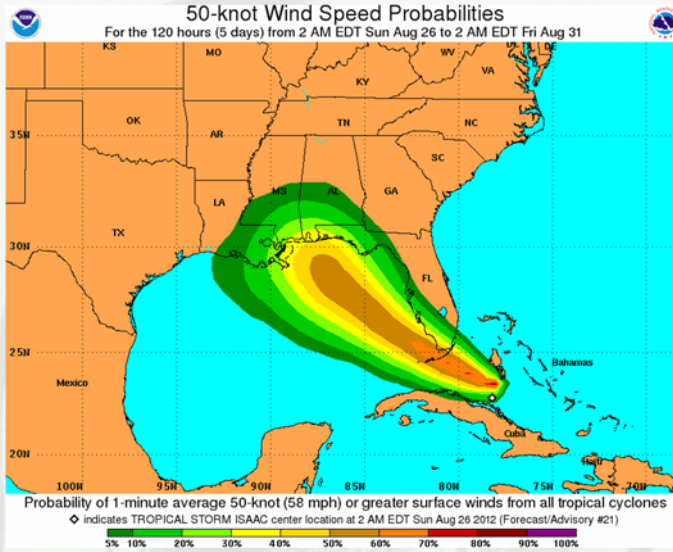 50-knot Wind Speed Probabilities
For the 120 hours (5 days) from 2 AM EDT Sun Aug 26 to 2 AM EDT Fri Aug 31
KS
MO
WV
DE
KY
VA
OK
TN
NC
35N
AR
SC
MS
AL
GA
LA
TX
30N
FL
25N
Bahamas
Mexico
Cuba
20N
Haiti
100W 95W 90W 85W 80W 75W 70W
Probability of 1-minute average 50-knot (58 mph) or greater surface winds from all tropical cyclones
indicates TROPICAL STORM ISAAC center location at 2 AM EDT Sun Aug 26 2012 (Forecast/Advisory #21)
5% 10% 20% 30% 40% 50% 60% 70% 80% 90% 100%